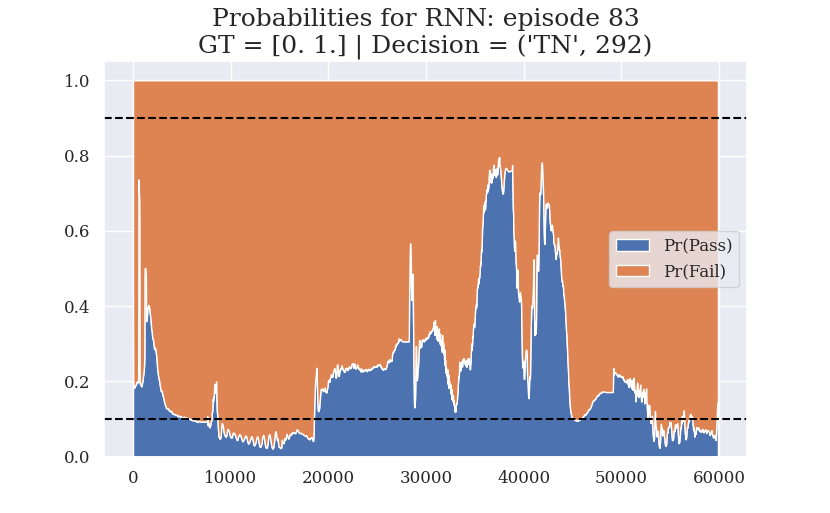 Probabilities for RNN: episode 83
GT = [0. 1.] | Decision = ('TN', 292)
1.0
0.8
0.6
0.4
0.2
0.0
Pr(Pass)
Pr(Fail)
0 10000 20000 30000 40000 50000 60000